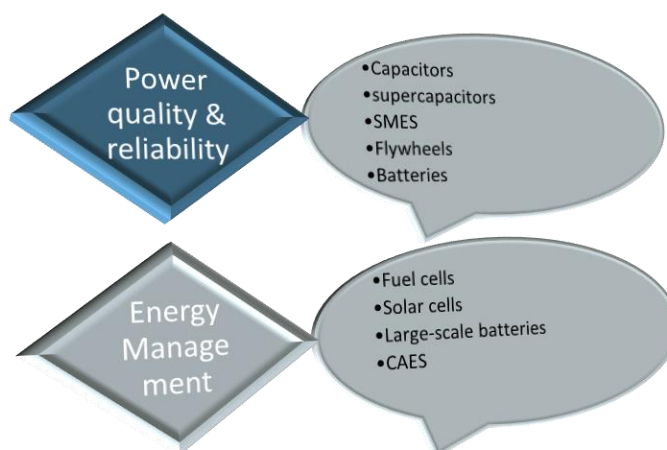 Power
quality &
reliability
•Capacitors
•supercapacitors
•SMES
•Flywheels
•Batteries
Energy
Manage
ment
•Fuel cells
•Solar cells
•Large-scale batteries
•CAES